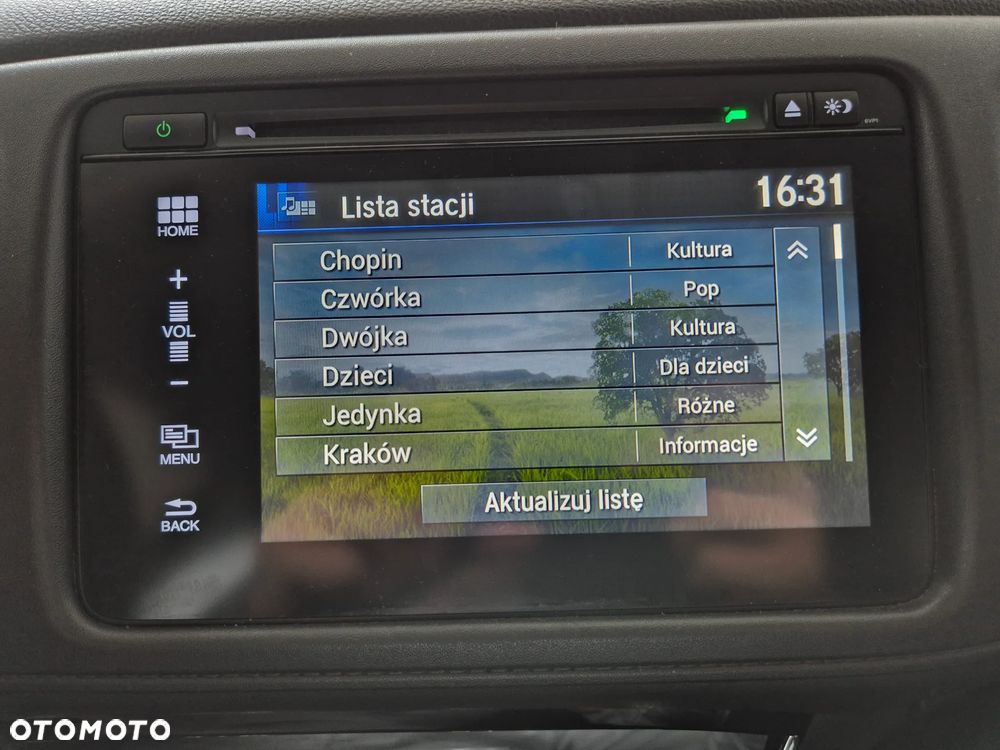 Lista stacji 16:31
HOME
Chopin Kultura
Czwórka Pop
+
VOL
Dwójka Kultura
Dzieci Dla dzieci
-
Jedynka Różne
MENU
Kraków Informacje
Aktualizuj listę
BACK
OTOMOTO